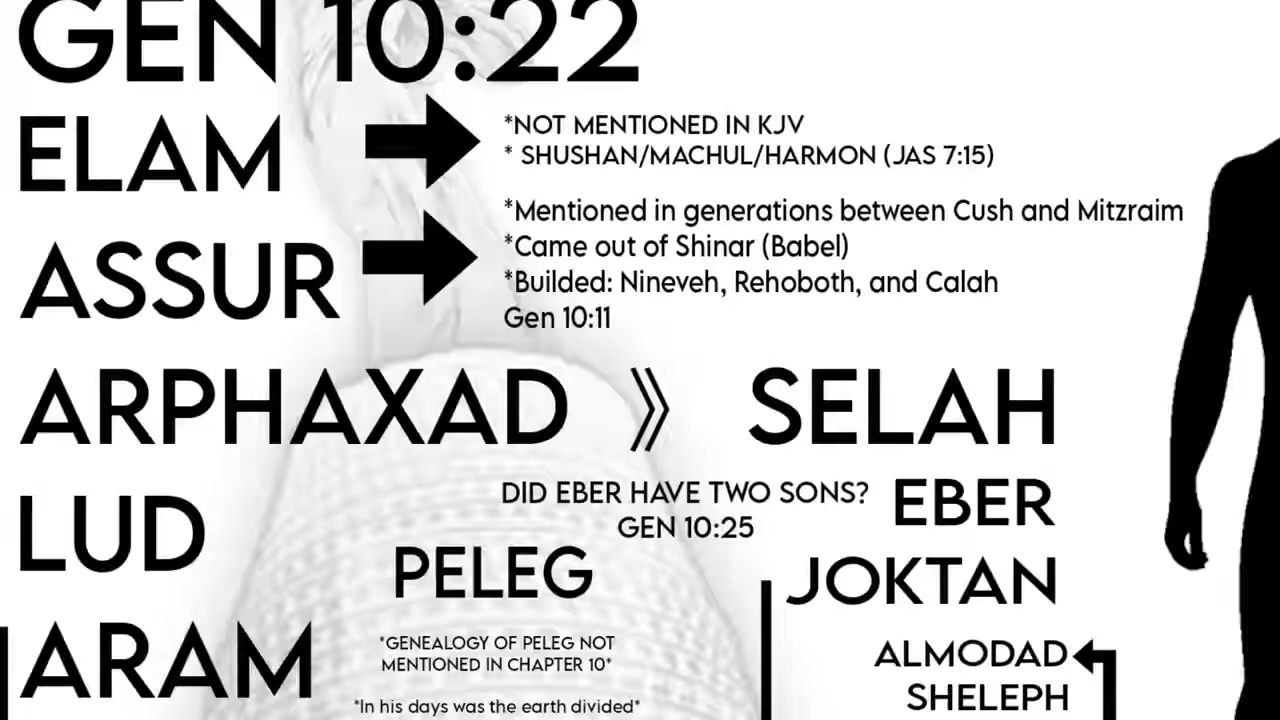 GEN 10:22
ELAM
*NOT MENTIONED IN KJV
* SHUSHAN/MACHUL/HARMON (JAS 7:15)
ASSUR
*Mentioned in generations between Cush and Mitzraim
*Came out of Shinar (Babel)
*Builded: Nineveh, Rehoboth, and Calah
Gen 10:11
ARPHAXAD 》 SELAH
LUD
DID EBER HAVE TWO SONS?
GEN 10:25
EBER
PELEG
JOKTAN
ARAM
*GENEALOGY OF PELEG NOT
MENTIONED IN CHAPTER 10*
*In his days was the earth divided*
ALMODAD
SHELEPH